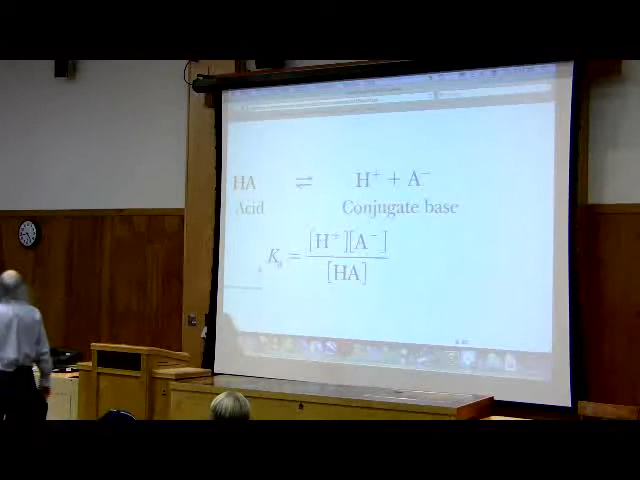 HA ⇌ H⁺ + A⁻
Acid Conjugate base
Kₐ = [H⁺][A⁻] / [HA]